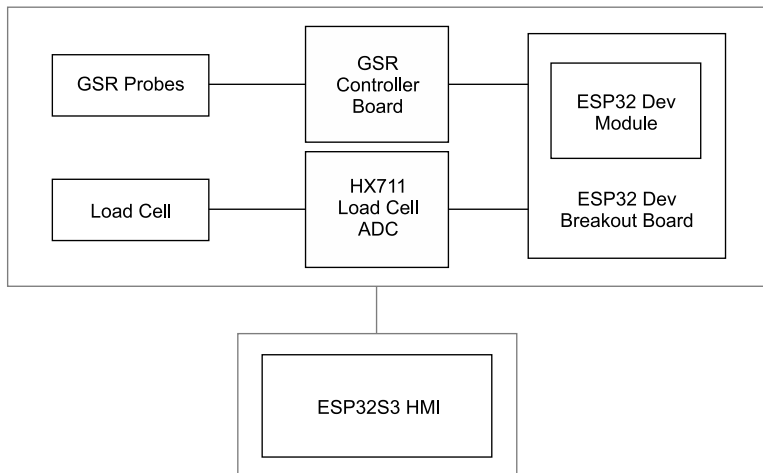 GSR Probes
GSR
Controller
Board
ESP32 Dev
Module
Load Cell
HX711
Load Cell
ADC
ESP32 Dev
Breakout Board
ESP32S3 HMI